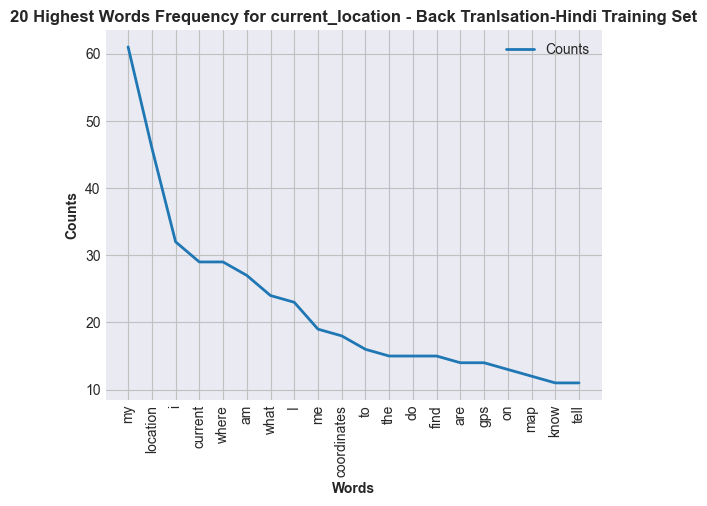 20 Highest Words Frequency for current_location - Back Tranlsation-Hindi Training Set
Counts
Counts
60
50
40
30
20
10
my
location
i
current
where
am
what
I
me
coordinates
to
the
do
find
are
gps
on
map
know
tell
Words